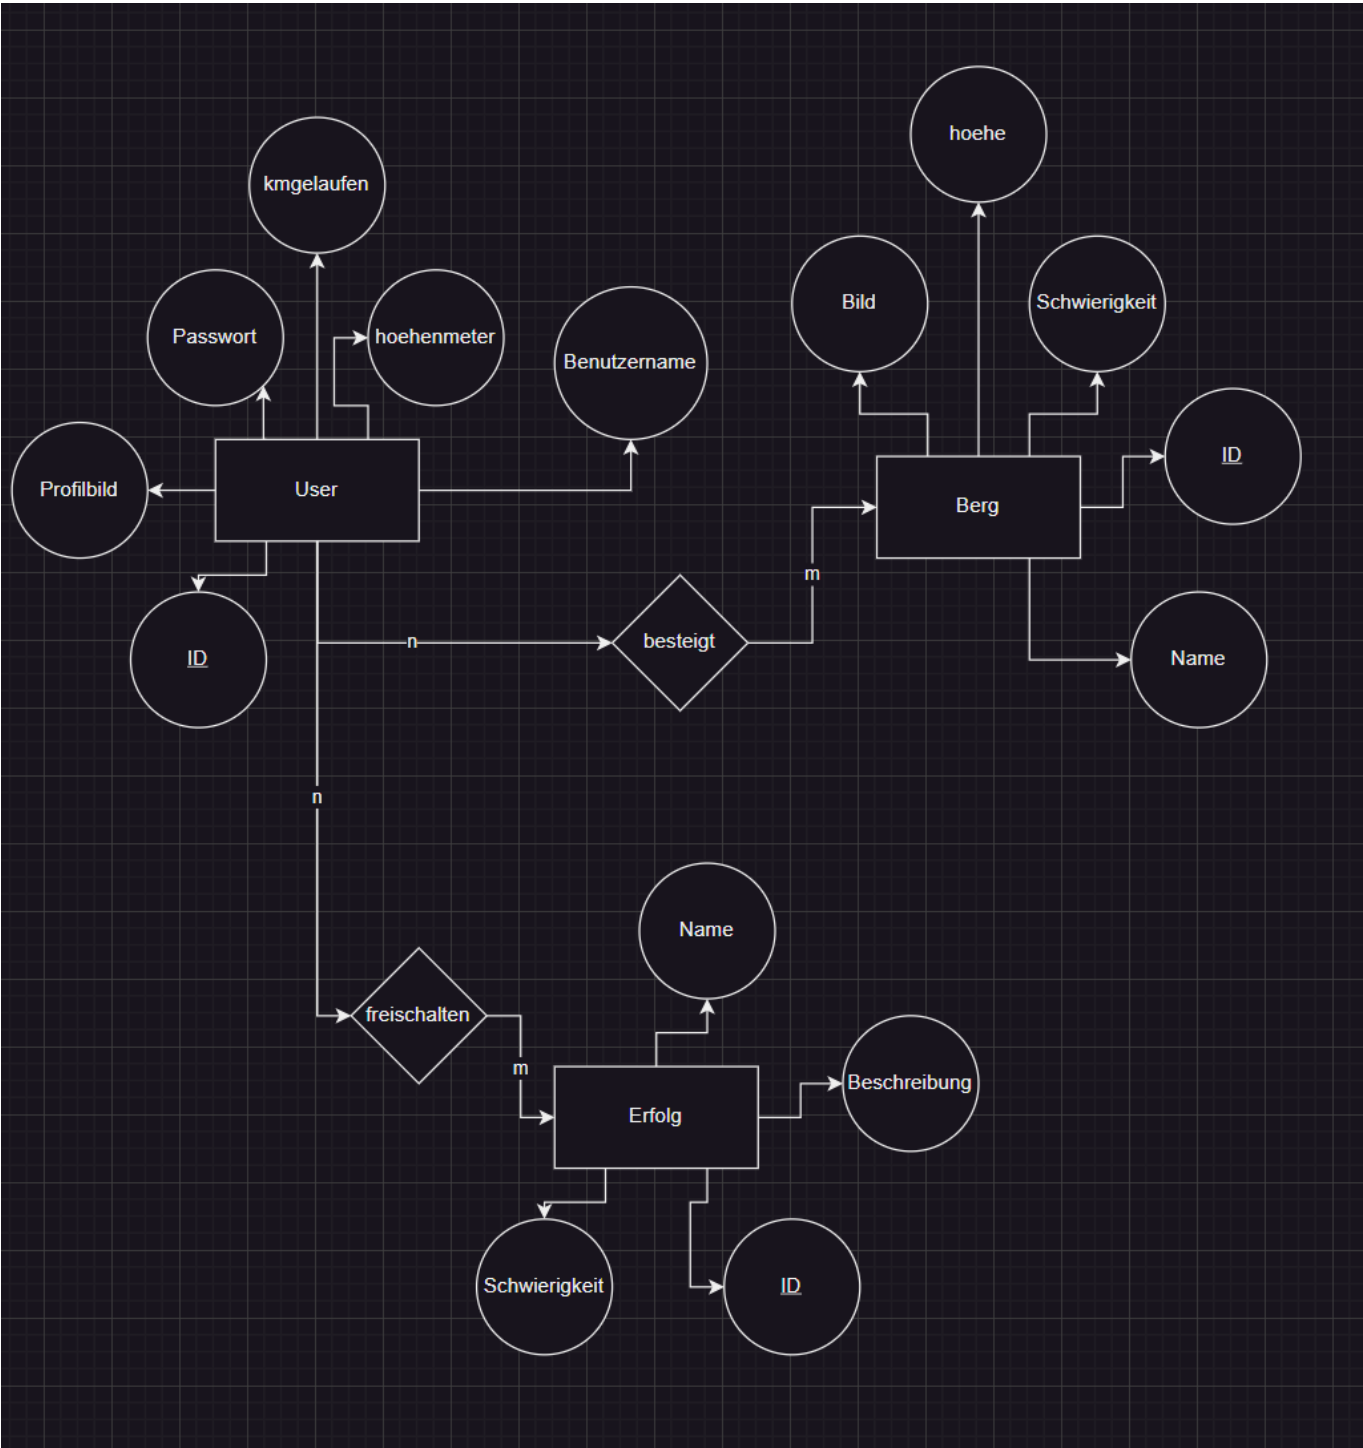 hoehe
kmgelaufen
Bild
Schwierigkeit
Passwort
hoehenmeter
Benutzername
ID
Profilbild
User
Berg
m
n
besteigt
ID
Name
n
Name
freischalten
m
Beschreibung
Erfolg
Schwierigkeit
ID